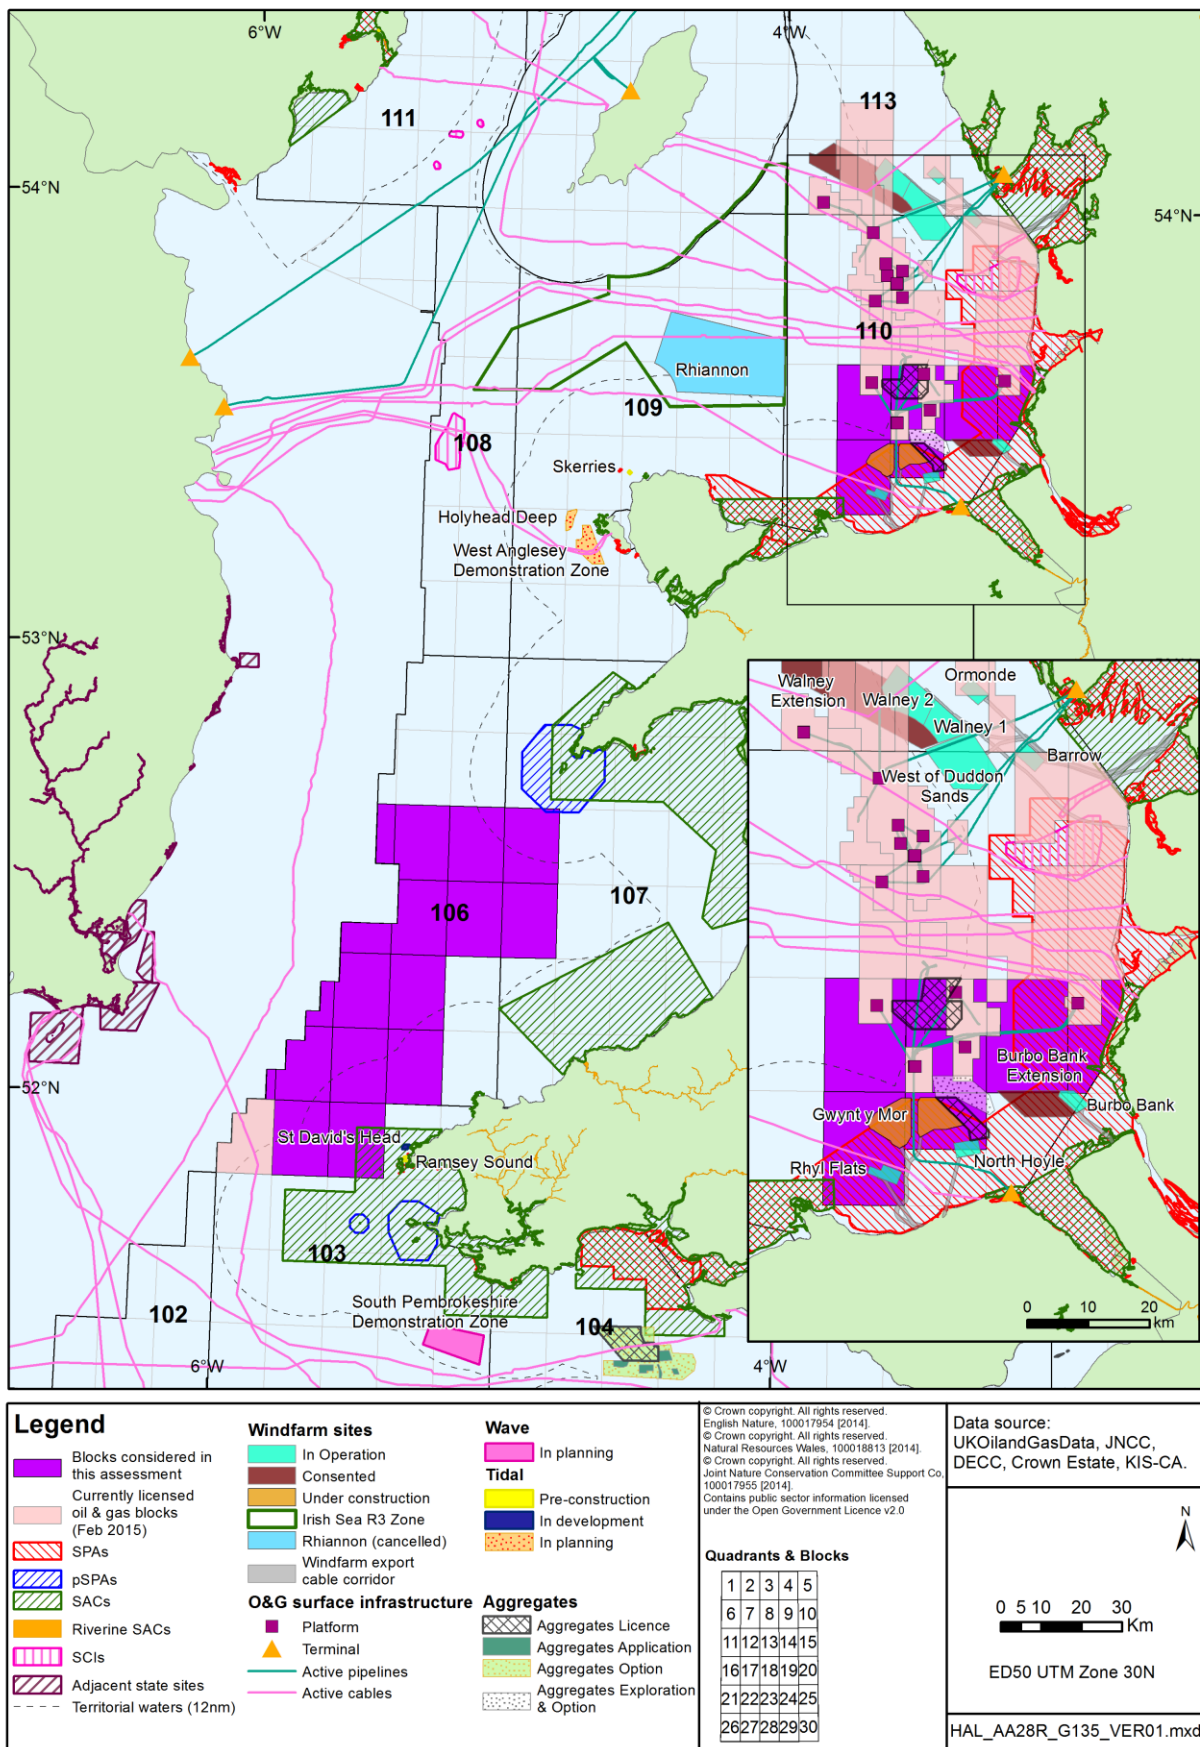 6°W
4°W
113
111
54°N
54°N
110
Rhiannon
109
108
Skerries
Holyhead Deep
West Anglesey
Demonstration Zone
53°N
Walney
Extension
Walney 2
Ormonde
Walney 1
Barrow
West of Duddon
Sands
107
106
Burbo Bank
Extension
Burbo Bank
Gwynt y Mor
North Hoyle
Rhyl Flats
52°N
St David's Head
Ramsey Sound
103
102
South Pembrokeshire
Demonstration Zone
104
0 10 20
km
6°W
4°W
Legend
Blocks considered in
this assessment
Currently licensed
oil & gas blocks
(Feb 2015)
SPAs
pSPAs
SACs
Riverine SACs
SCIs
Adjacent state sites
Territorial waters (12nm)
Windfarm sites
In Operation
Consented
Under construction
Irish Sea R3 Zone
Rhiannon (cancelled)
Windfarm export
cable corridor
O&G surface infrastructure
Platform
Terminal
Active pipelines
Active cables
Wave
In planning
Tidal
Pre-construction
In development
In planning
Aggregates
Aggregates Licence
Aggregates Application
Aggregates Option
Aggregates Exploration
& Option
© Crown copyright. All rights reserved.
English Nature, 100017954 [2014].
© Crown copyright. All rights reserved.
Natural Resources Wales, 100018813 [2014].
© Crown copyright. All rights reserved.
Joint Nature Conservation Committee Support Co,
100017955 [2014].
Contains public sector information licensed
under the Open Government Licence v2.0
Quadrants & Blocks
1 2 3 4 5
6 7 8 9 10
11 12 13 14 15
16 17 18 19 20
21 22 23 24 25
26 27 28 29 30
Data source:
UKOilandGasData, JNCC,
DECC, Crown Estate, KIS-CA.
N
0 5 10 20 30
Km
ED50 UTM Zone 30N
HAL_AA28R_G135_VER01.mxd